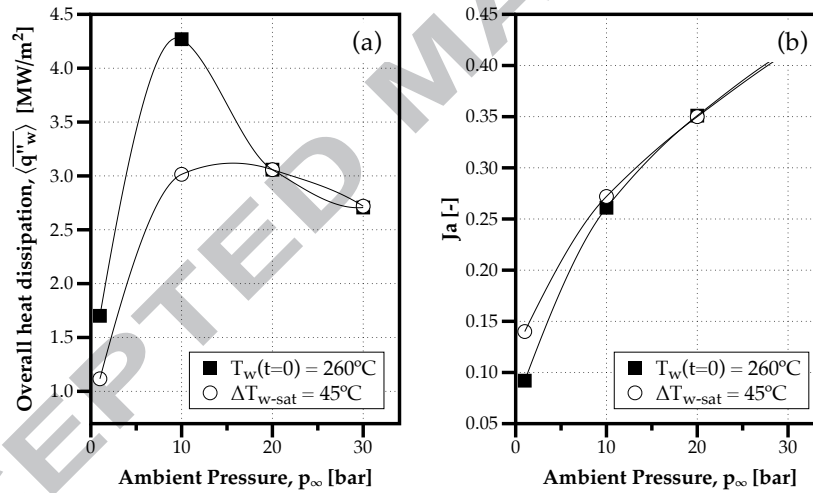 4.5
4.0
3.5
3.0
2.5
2.0
1.5
1.0
Overall heat dissipation, ⟨q''w⟩ [MW/m²]
(a)
■ Tw(t=0) = 260ºC
○ ΔTw-sat = 45ºC
0 10 20 30
Ambient Pressure, p∞ [bar]
0.45
0.40
0.35
0.30
0.25
0.20
0.15
0.10
0.05
Ja [-]
(b)
■ Tw(t=0) = 260ºC
○ ΔTw-sat = 45ºC
0 10 20 30
Ambient Pressure, p∞ [bar]
EPTED MA